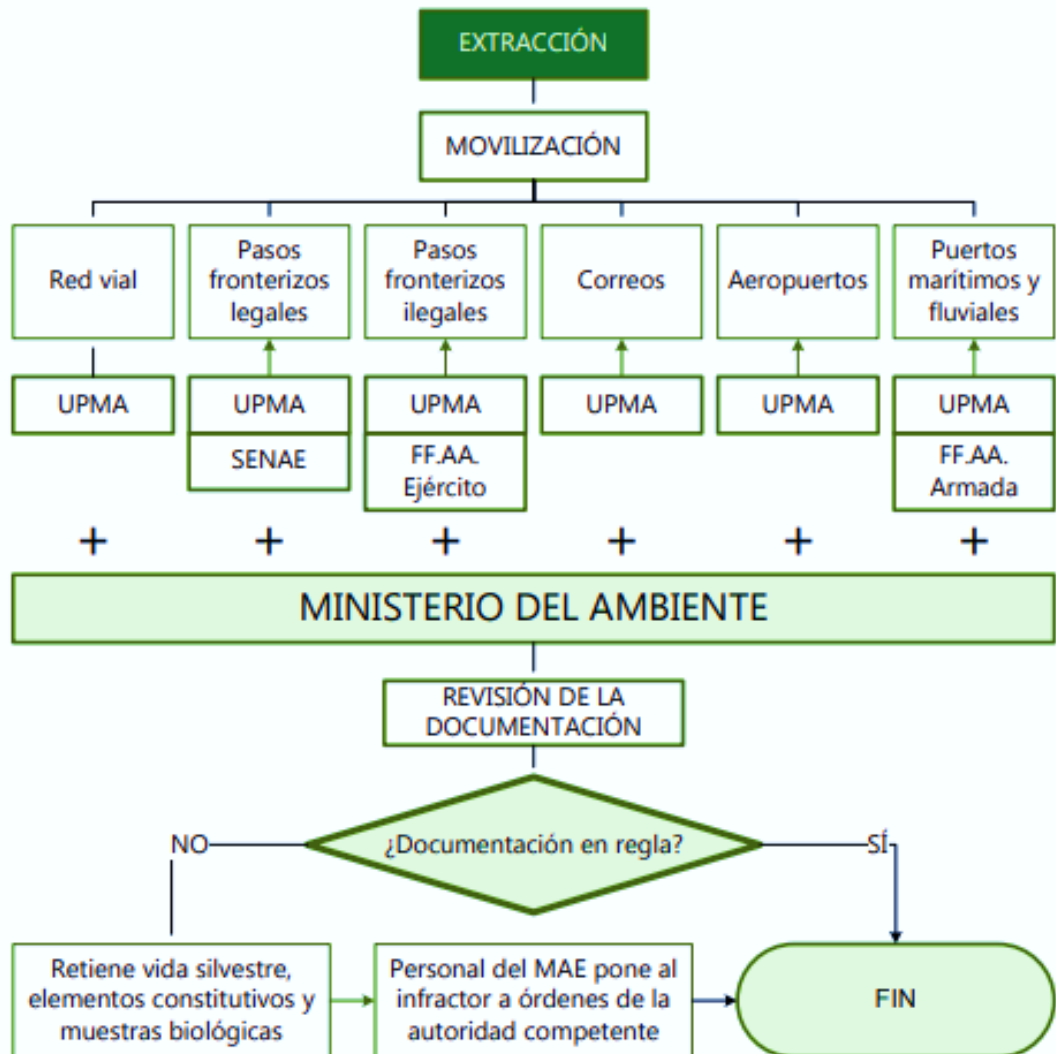 EXTRACCIÓN
MOVILIZACIÓN
Red vial
Pasos
fronterizos
legales
Pasos
fronterizos
ilegales
Correos
Aeropuertos
Puertos
marítimos y
fluviales
UPMA
UPMA
UPMA
UPMA
UPMA
UPMA
SENAE
FF.AA.
Ejército
FF.AA.
Armada
+ + + + + +
MINISTERIO DEL AMBIENTE
REVISIÓN DE LA
DOCUMENTACIÓN
NO
¿Documentación en regla?
SÍ
Retiene vida silvestre,
elementos constitutivos y
muestras biológicas
Personal del MAE pone al
infractor a órdenes de la
autoridad competente
FIN